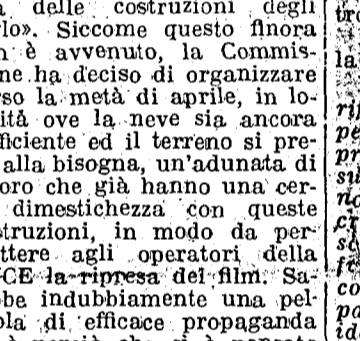 delle costruzioni degli
lo». Siccome questo finora
è avvenuto, la Commis-
ne ha deciso di organizzare
so la metà di aprile, in lo-
ità ove la neve sia ancora
ficiente ed il terreno si pre-
alla bisogna, un'adunata di
oro che già hanno una cer-
dimestichezza con queste
truzioni, in modo da per-
ttere agli operatori della
CE la ripresa del film. Sa-
be indubbiamente una pel-
ola di efficace propaganda